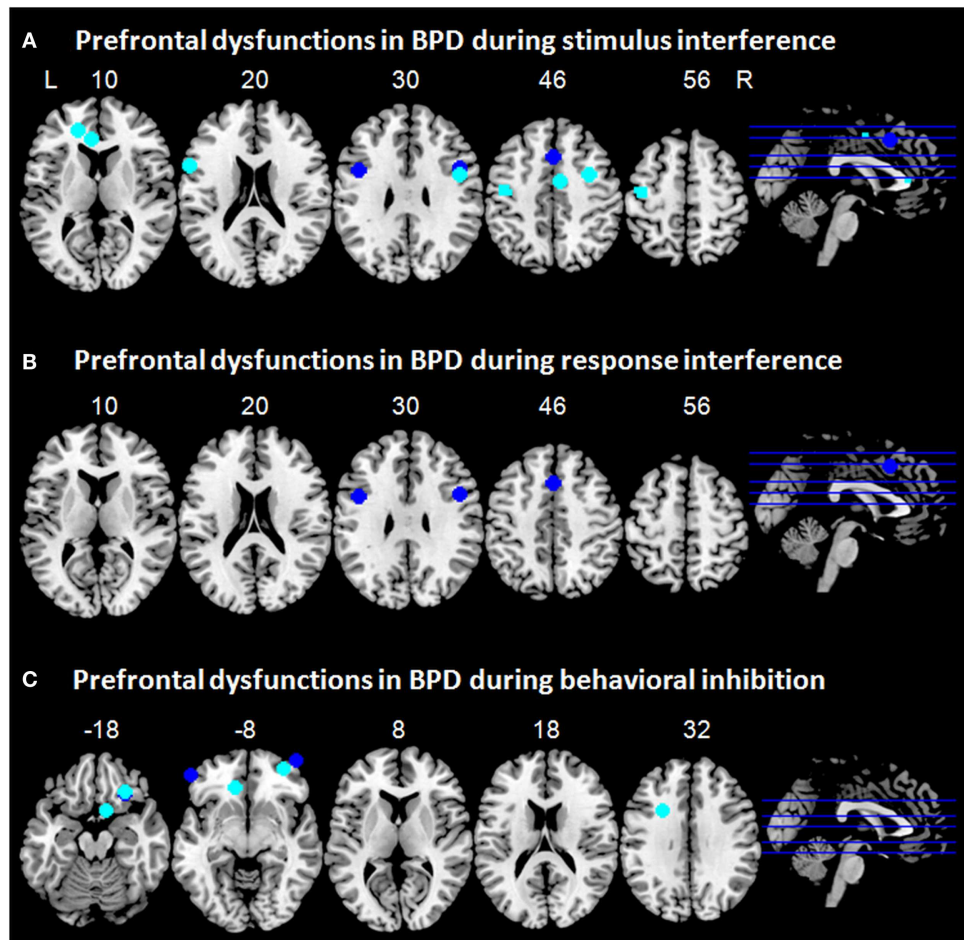 A Prefrontal dysfunctions in BPD during stimulus interference
L 10 20 30 46 56 R
B Prefrontal dysfunctions in BPD during response interference
10 20 30 46 56
C Prefrontal dysfunctions in BPD during behavioral inhibition
-18 -8 8 18 32